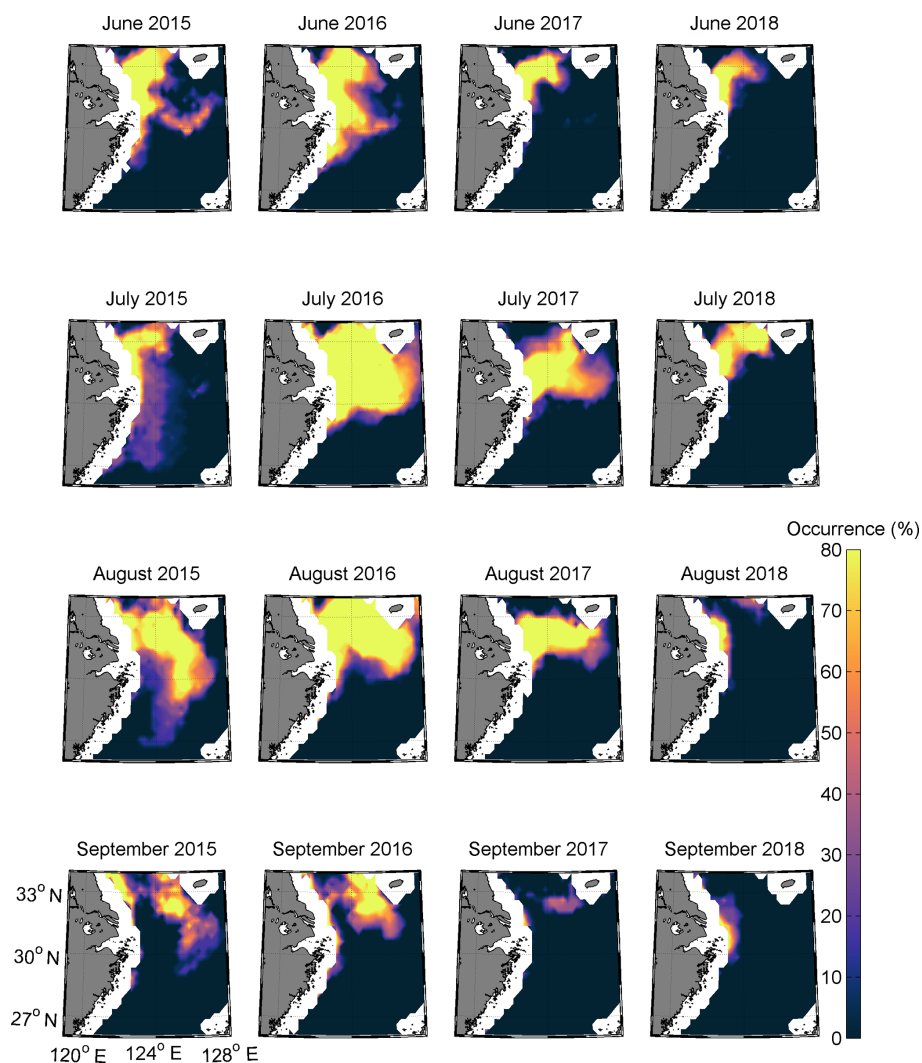 June 2015
June 2016
June 2017
June 2018
July 2015
July 2016
July 2017
July 2018
Occurrence (%)
August 2015
August 2016
August 2017
August 2018
80
70
60
50
40
30
20
10
0
September 2015
September 2016
September 2017
September 2018
33° N
30° N
27° N
120° E
124° E
128° E